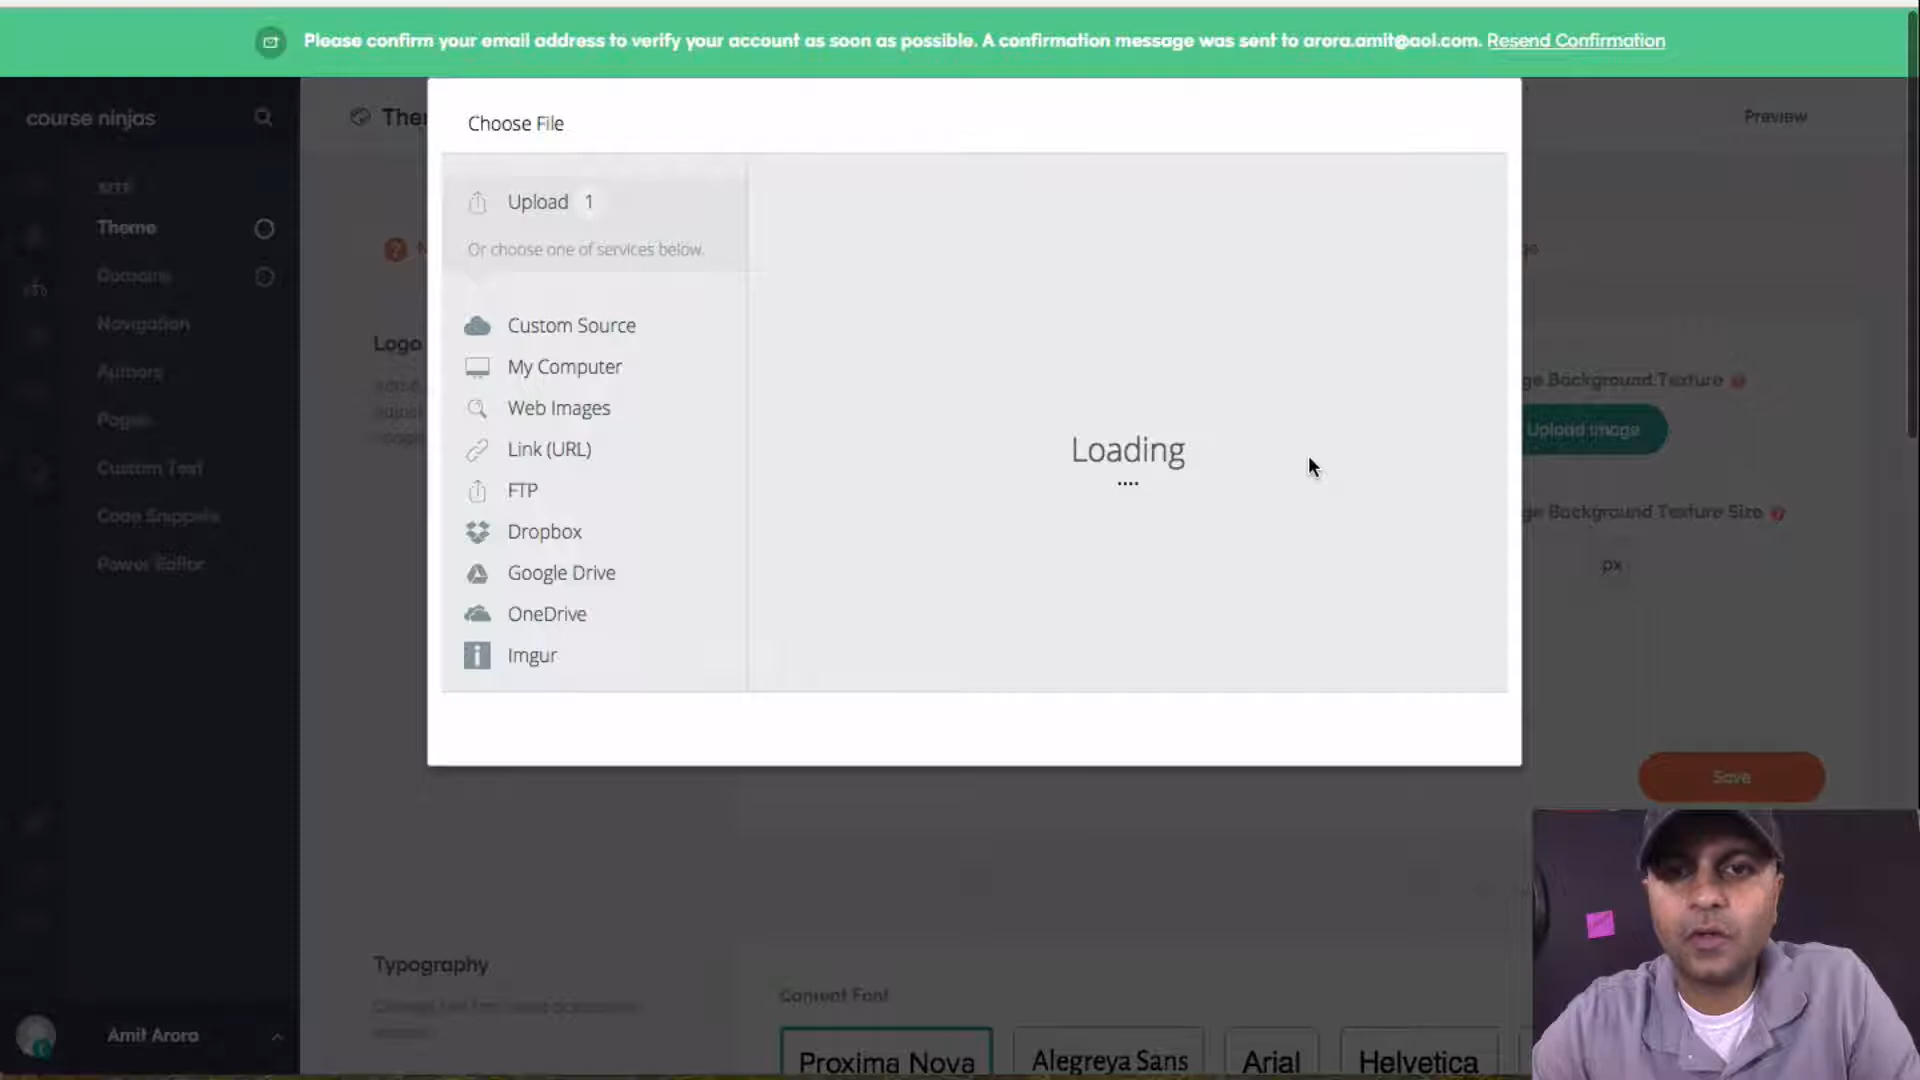 Please confirm your email address to verify your account as soon as possible. A confirmation message was sent to arora.amit@aol.com. Resend Confirmation
course ninjas
Preview
Choose File
SITE
Theme
Domains
Navigation
Authors
Pages
Custom Text
Code Snippets
Power Editor
Logo
Upload 1
Or choose one of services below.
Custom Source
My Computer
Web Images
Link (URL)
FTP
Dropbox
Google Drive
OneDrive
Imgur
Loading
Background Texture
Upload Image
Background Texture Size
px
Save
Typography
Content Font
Proxima Nova
Alegreya Sans
Arial
Helvetica
Amit Arora